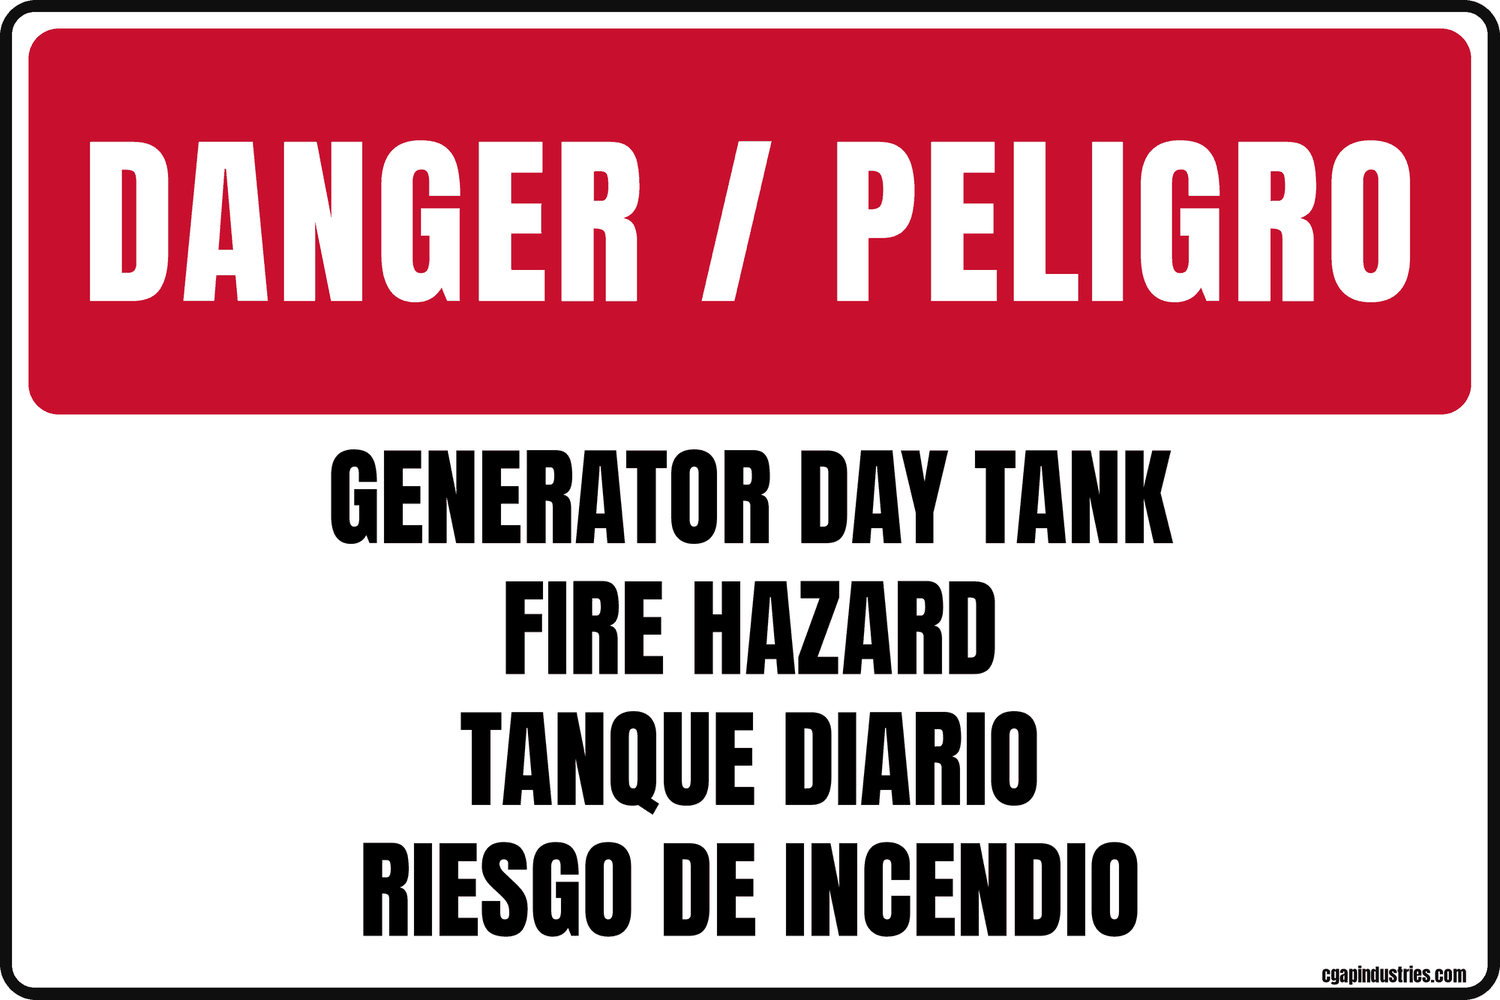 DANGER / PELIGRO
GENERATOR DAY TANK
FIRE HAZARD
TANQUE DIARIO
RIESGO DE INCENDIO
cgapindustries.com